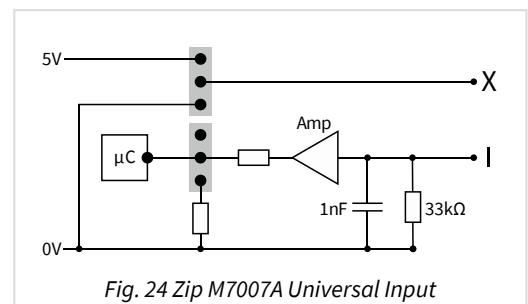 5V
X
Amp
µC
I
1nF
33kΩ
0V
Fig. 24 Zip M7007A Universal Input